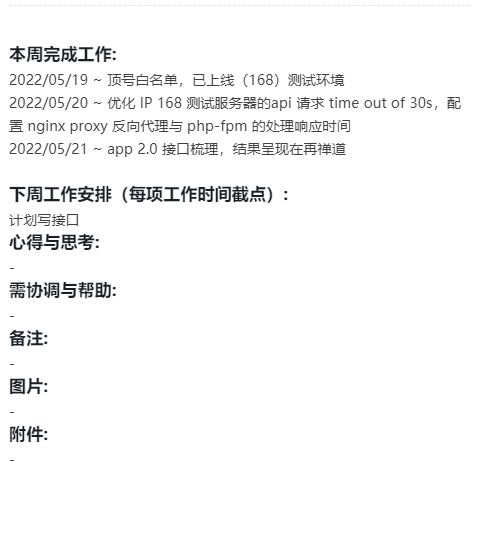 本周完成工作:
2022/05/19 ~ 顶号白名单，已上线（168）测试环境
2022/05/20 ~ 优化 IP 168 测试服务器的api 请求 time out of 30s，配
置 nginx proxy 反向代理与 php-fpm 的处理响应时间
2022/05/21 ~ app 2.0 接口梳理，结果呈现在再禅道
下周工作安排（每项工作时间截点）:
计划写接口
心得与思考:
-
需协调与帮助:
-
备注:
-
图片:
-
附件:
-